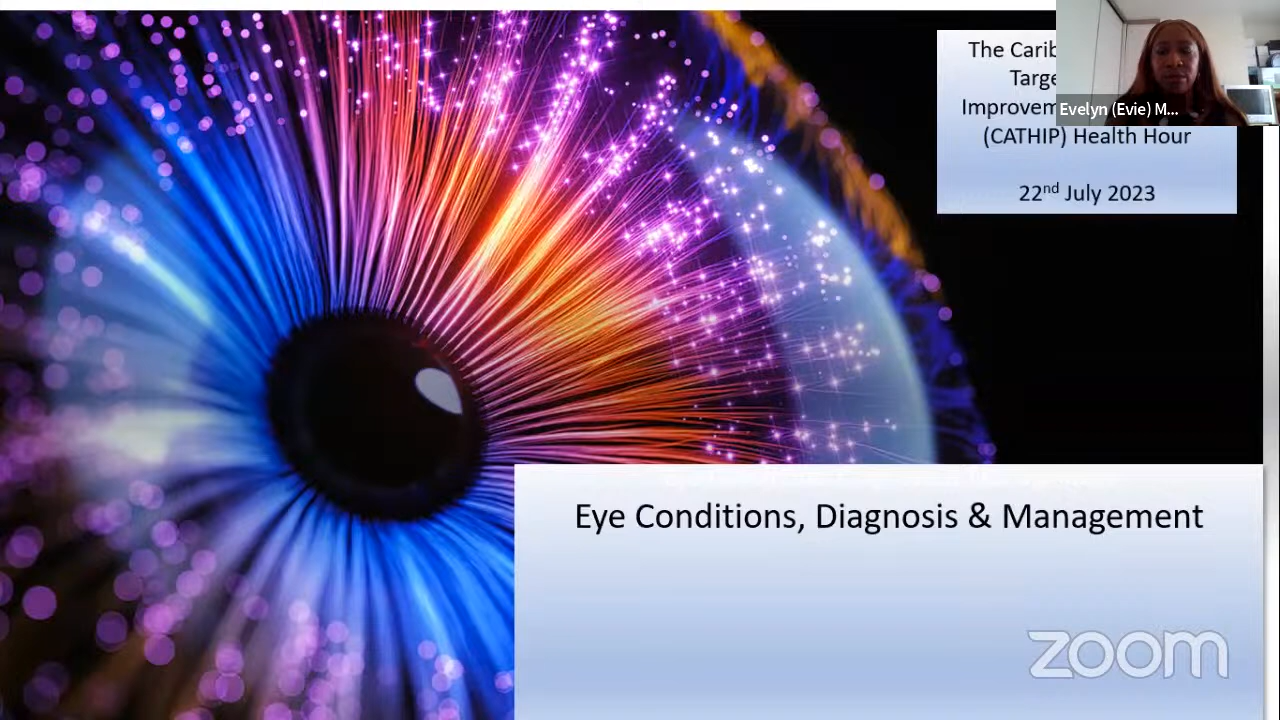 The Carib
Targe
Improvem
(CATHIP) Health Hour
22nd July 2023
Evelyn (Evie) M...
Eye Conditions, Diagnosis & Management
zoom